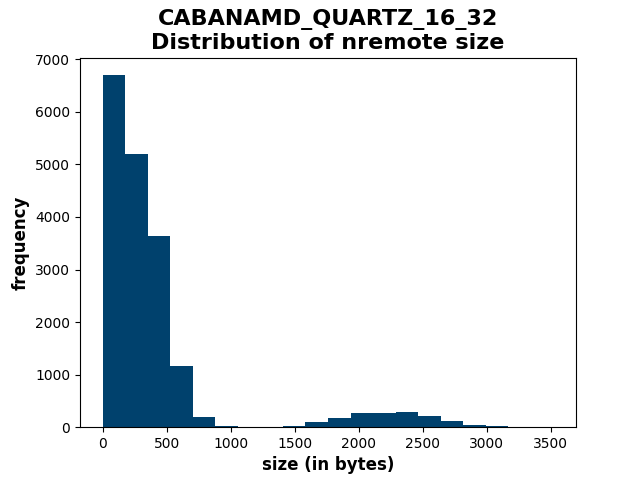 CABANAMD_QUARTZ_16_32
Distribution of nremote size
7000
6000
5000
4000
3000
2000
1000
0
frequency
0 500 1000 1500 2000 2500 3000 3500
size (in bytes)